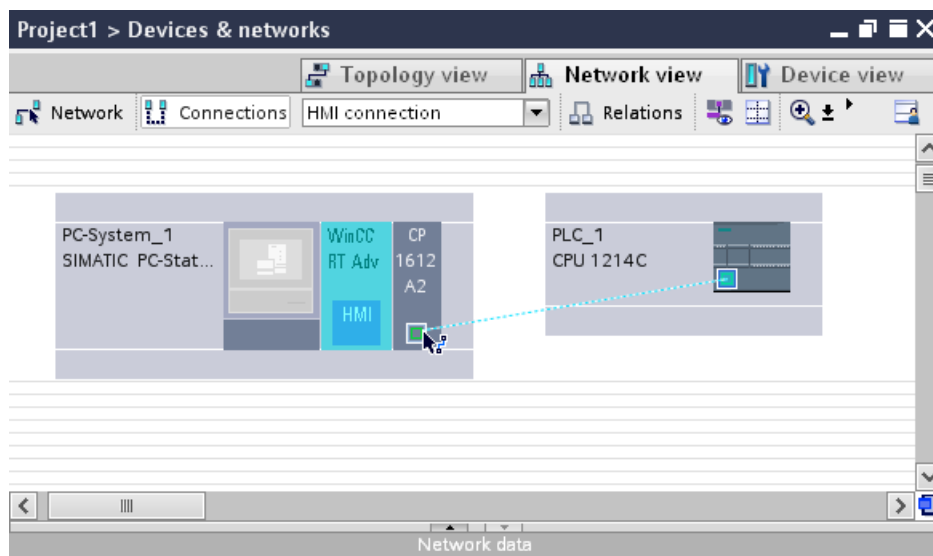 Project1 > Devices & networks
Topology view
Network view
Device view
Network
Connections
HMI connection
Relations
PC-System_1
SIMATIC PC-Stat...
WinCC
RT Adv
HMI
CP
1612
A2
PLC_1
CPU 1214C
Network data